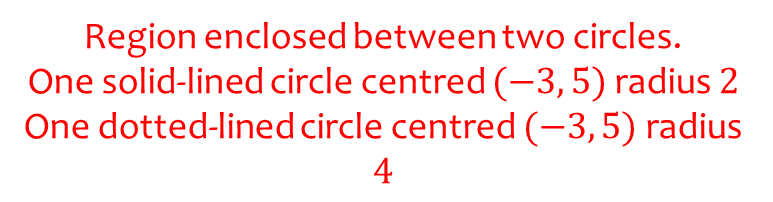 Region enclosed between two circles.
One solid-lined circle centred (−3, 5) radius 2
One dotted-lined circle centred (−3, 5) radius
4